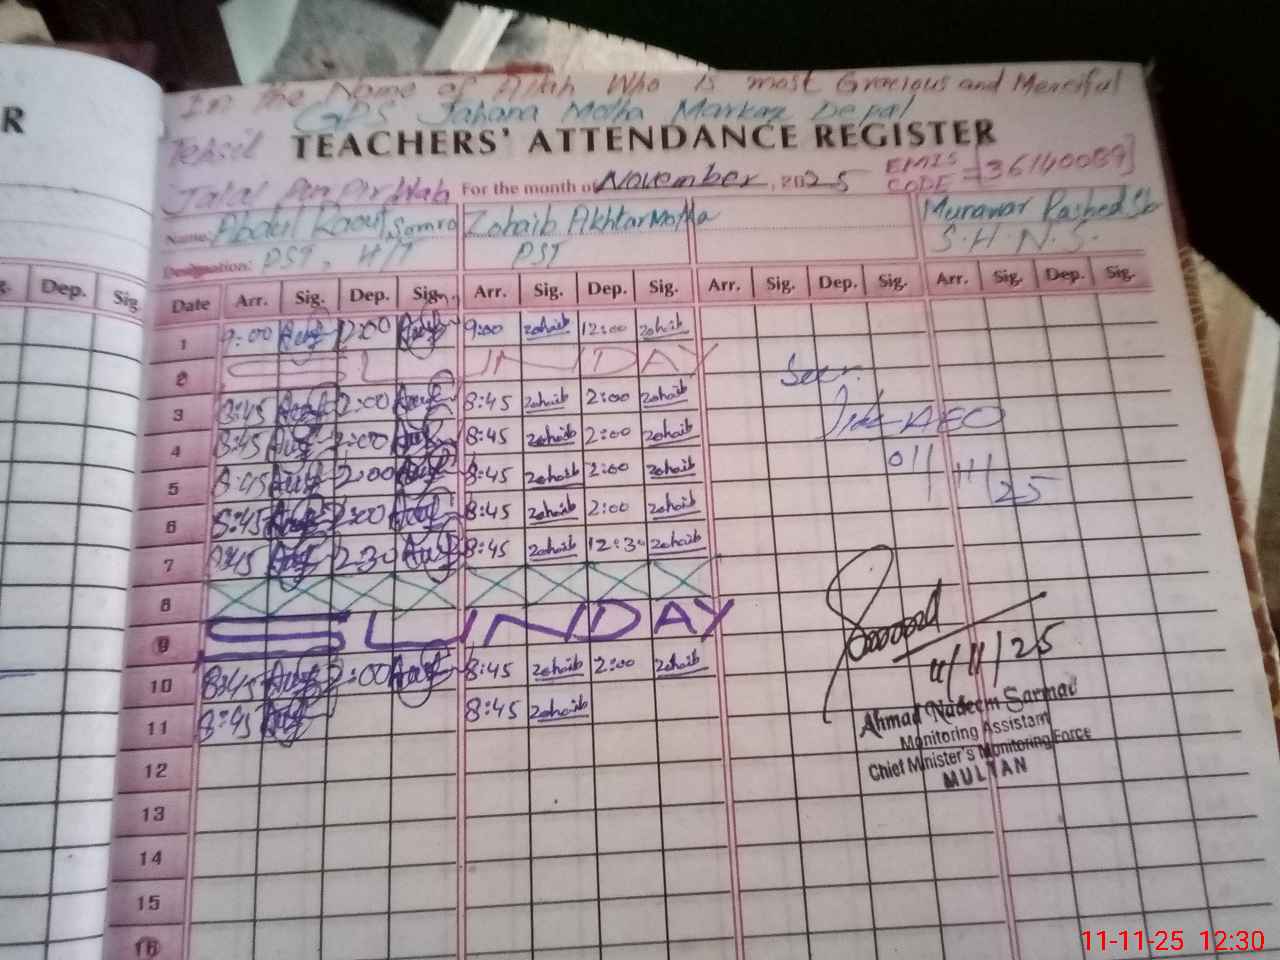 In the Name of Allah Who is most Gracious and Merciful
GPS Jahana Motha Markaz Depal
R
TEACHERS' ATTENDANCE REGISTER
Tehsil
Jalal Pur Pir Wala For the month of November, 2025 EMIS CODE = 36140089]
Name: Abdul Raouf Somro Zohaib Akhtar Motha Munawar Rashed Sb
Designation: PST, H/T PST S.H.N.S.
g. Dep. Sig
Date Arr. Sig. Dep. Sig. Arr. Sig. Dep. Sig. Arr. Sig. Dep. Sig. Arr. Sig. Dep. Sig.
1 9:00 12:00 9:00 zohaib 12:00 zohaib
2 SUNDAY
3 8:45 2:00 8:45 zohaib 2:00 zohaib
4 8:45 2:00 8:45 zohaib 2:00 zohaib
5 8:45 2:00 8:45 zohaib 2:00 zohaib
6 8:45 2:00 8:45 zohaib 2:00 zohaib
7 8:45 8:45 zohaib 12:30 zohaib
8
9 SUNDAY
10 8:45 2:00 8:45 zohaib 2:00 zohaib
11 8:45 8:45 zohaib
12
13
14
15
16
Seen
AEO
01/11/25
11/11/25
Ahmad Nadeem Sarmad
Monitoring Assistant
Chief Minister's Monitoring Force
MULTAN
11-11-25 12:30